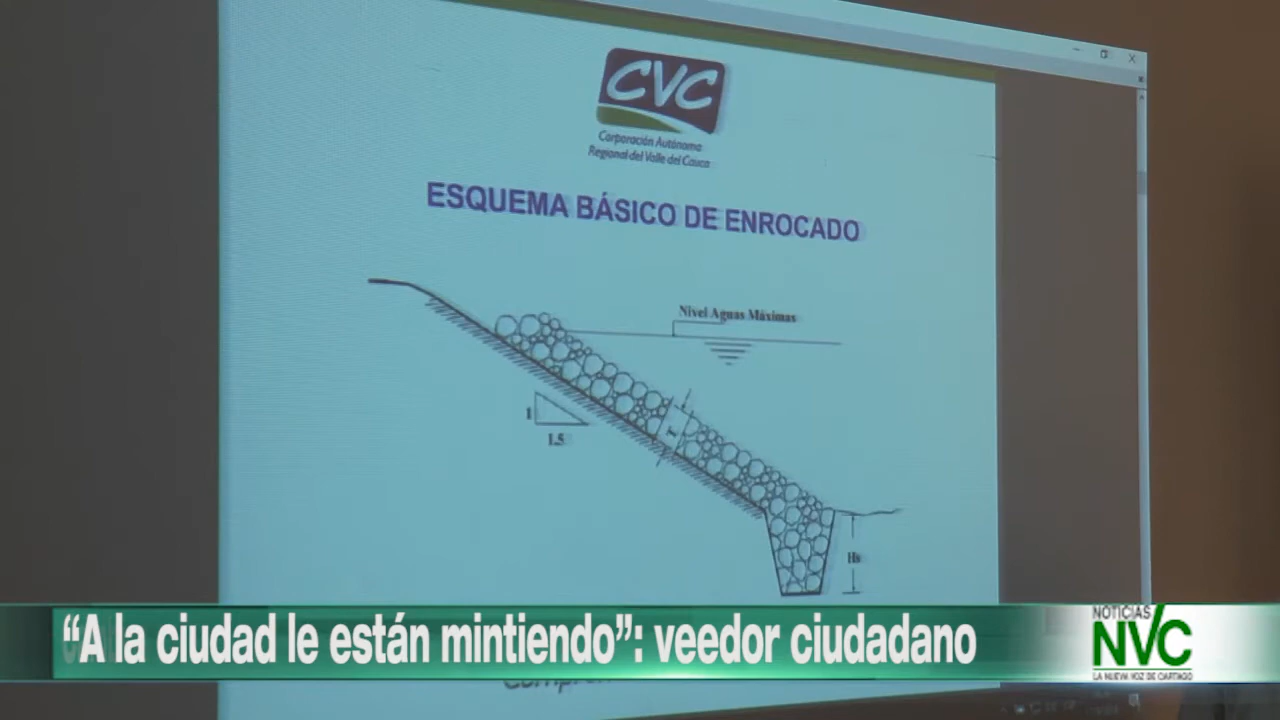 CVC
Corporación Autónoma
Regional del Valle del Cauca
ESQUEMA BÁSICO DE ENROCADO
Nivel Aguas Máximas
1
1.5
T
Hs
“A la ciudad le están mintiendo”: veedor ciudadano
NOTICIAS
NVC
LA NUEVA VOZ DE CARTAGO